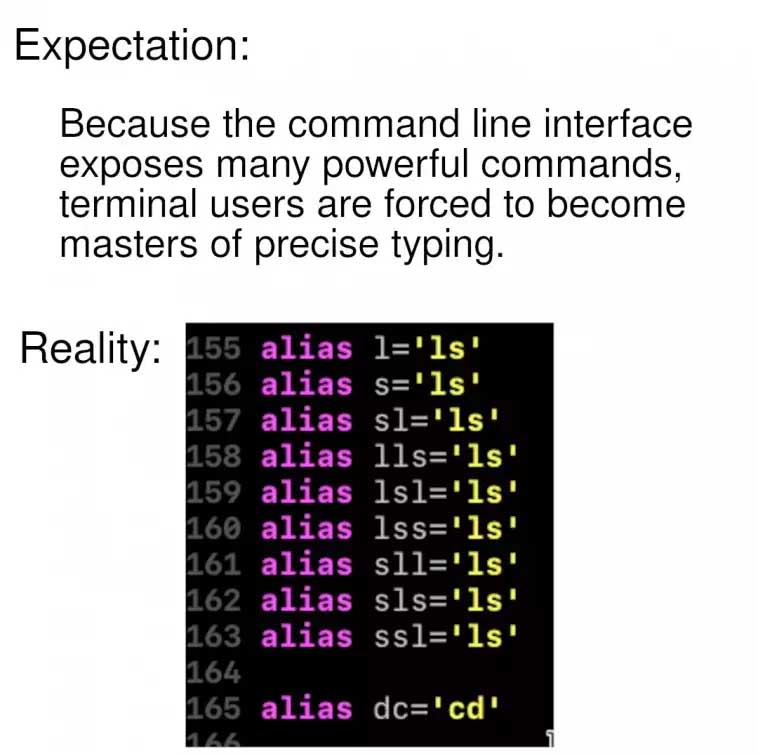 Expectation:
Because the command line interface
exposes many powerful commands,
terminal users are forced to become
masters of precise typing.
Reality:
155 alias l='ls'
156 alias s='ls'
157 alias sl='ls'
158 alias lls='ls'
159 alias lsl='ls'
160 alias lss='ls'
161 alias sll='ls'
162 alias sls='ls'
163 alias ssl='ls'
164
165 alias dc='cd'
166